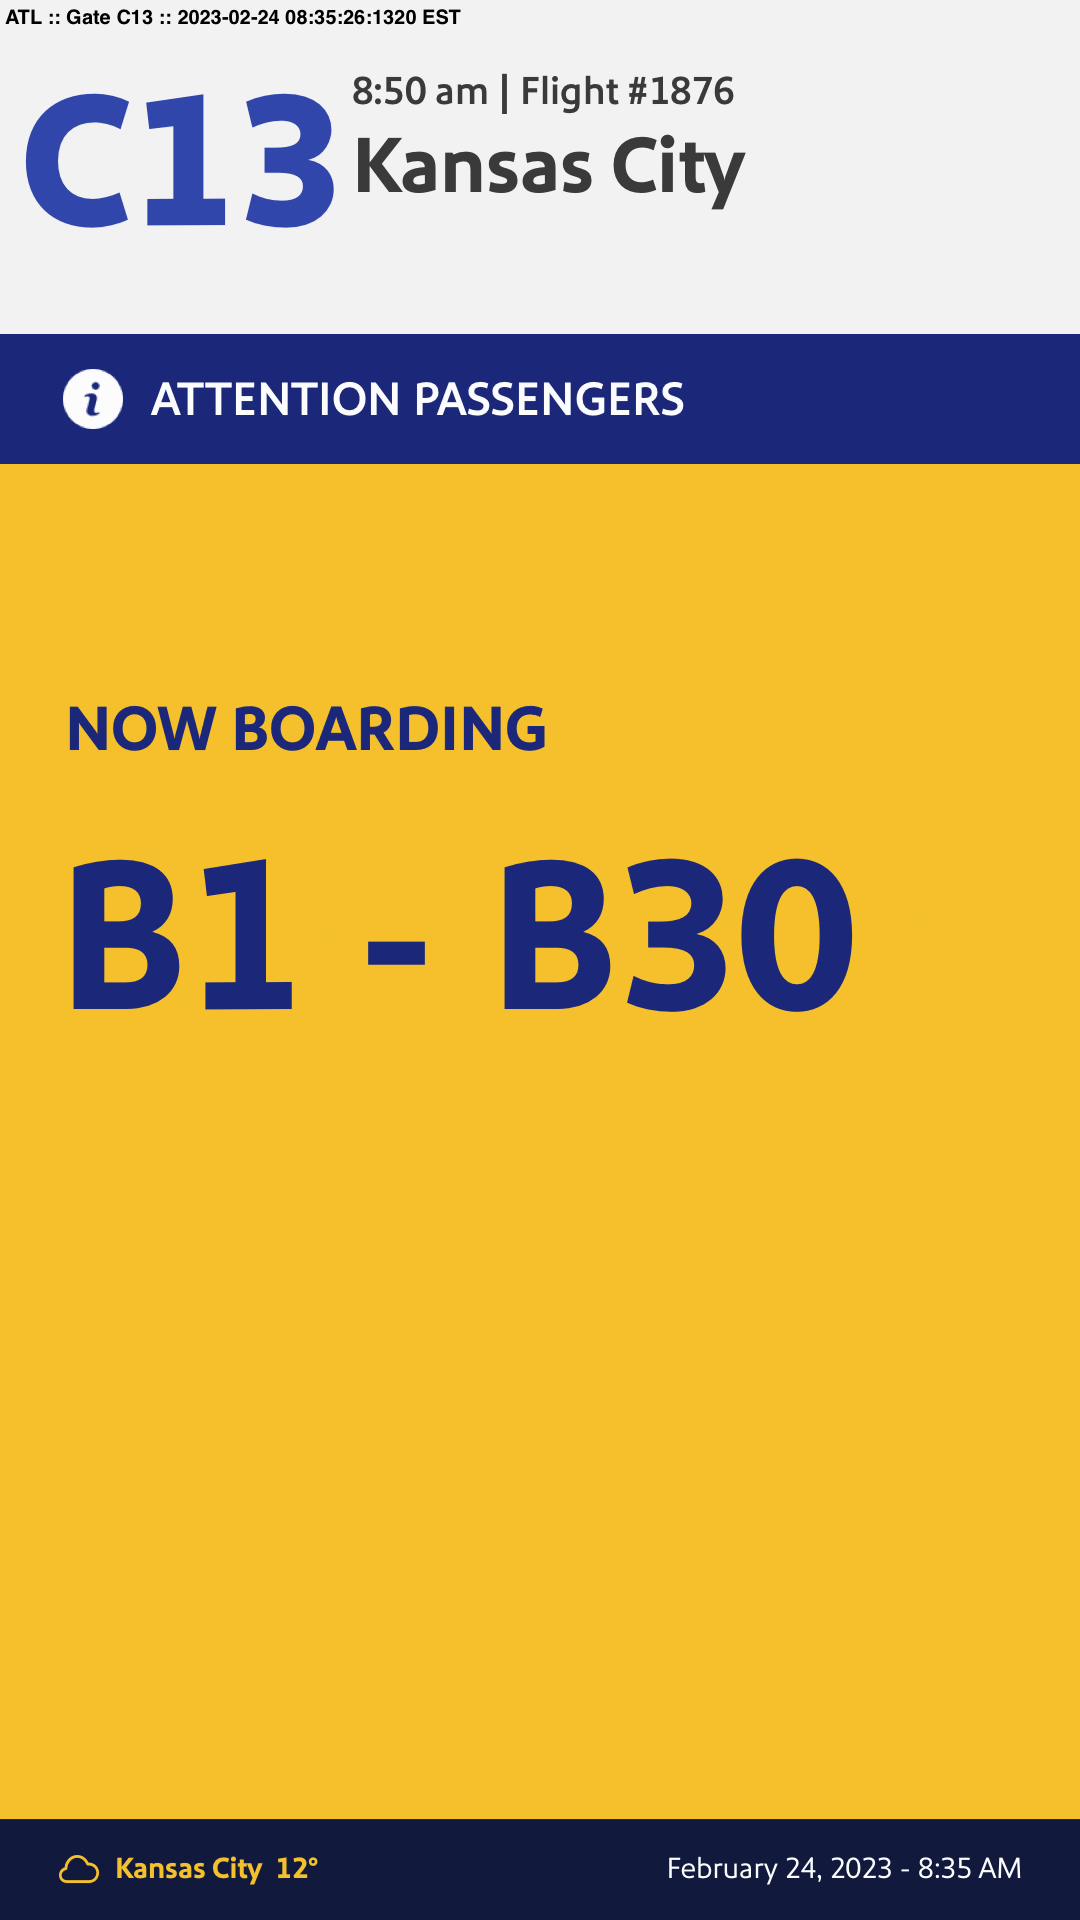 ATL :: Gate C13 :: 2023-02-24 08:35:26:1320 EST
C13
8:50 am | Flight #1876
Kansas City
i ATTENTION PASSENGERS
NOW BOARDING
B1 - B30
Kansas City 12°
February 24, 2023 - 8:35 AM